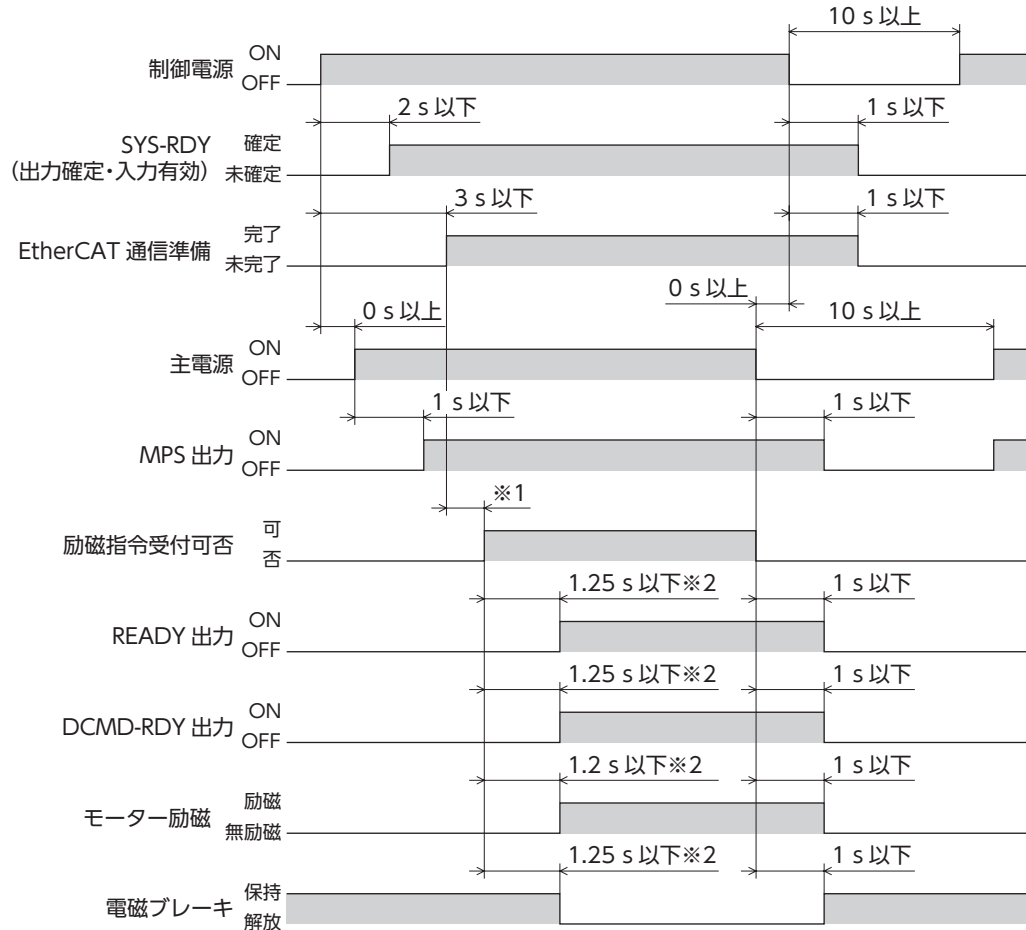 10 s 以上
制御電源
ON
OFF
2 s 以下
1 s 以下
SYS-RDY
（出力確定・入力有効）
確定
未確定
3 s 以下
1 s 以下
EtherCAT 通信準備
完了
未完了
0 s 以上
0 s 以上
10 s 以上
主電源
ON
OFF
1 s 以下
1 s 以下
MPS 出力
ON
OFF
※1
励磁指令受付可否
可
否
1.25 s 以下※2
1 s 以下
READY 出力
ON
OFF
1.25 s 以下※2
1 s 以下
DCMD-RDY 出力
ON
OFF
1.2 s 以下※2
1 s 以下
モーター励磁
励磁
無励磁
1.25 s 以下※2
1 s 以下
電磁ブレーキ
保持
解放